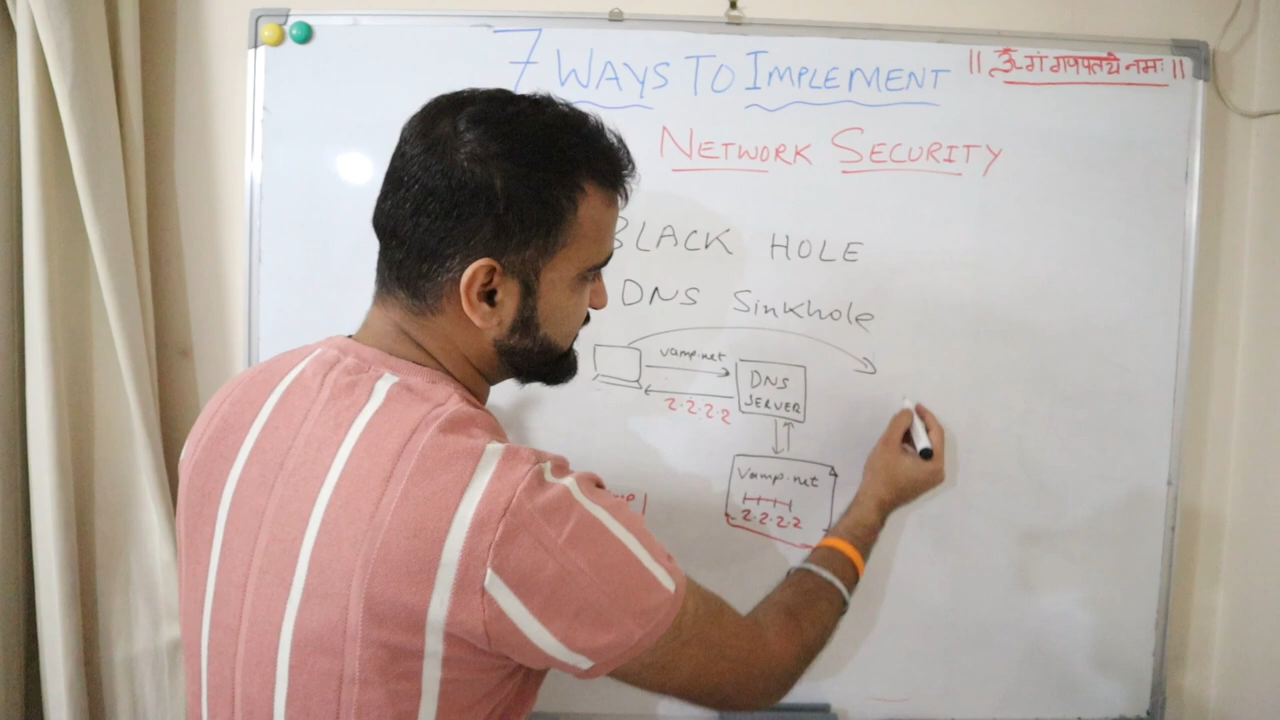 7 WAYS TO IMPLEMENT
|| ॐ गं गणपतये नमः ||
NETWORK SECURITY
BLACK HOLE
DNS Sinkhole
vamp.net
DNS
SERVER
2.2.2.2
Vamp.net
2.2.2.2